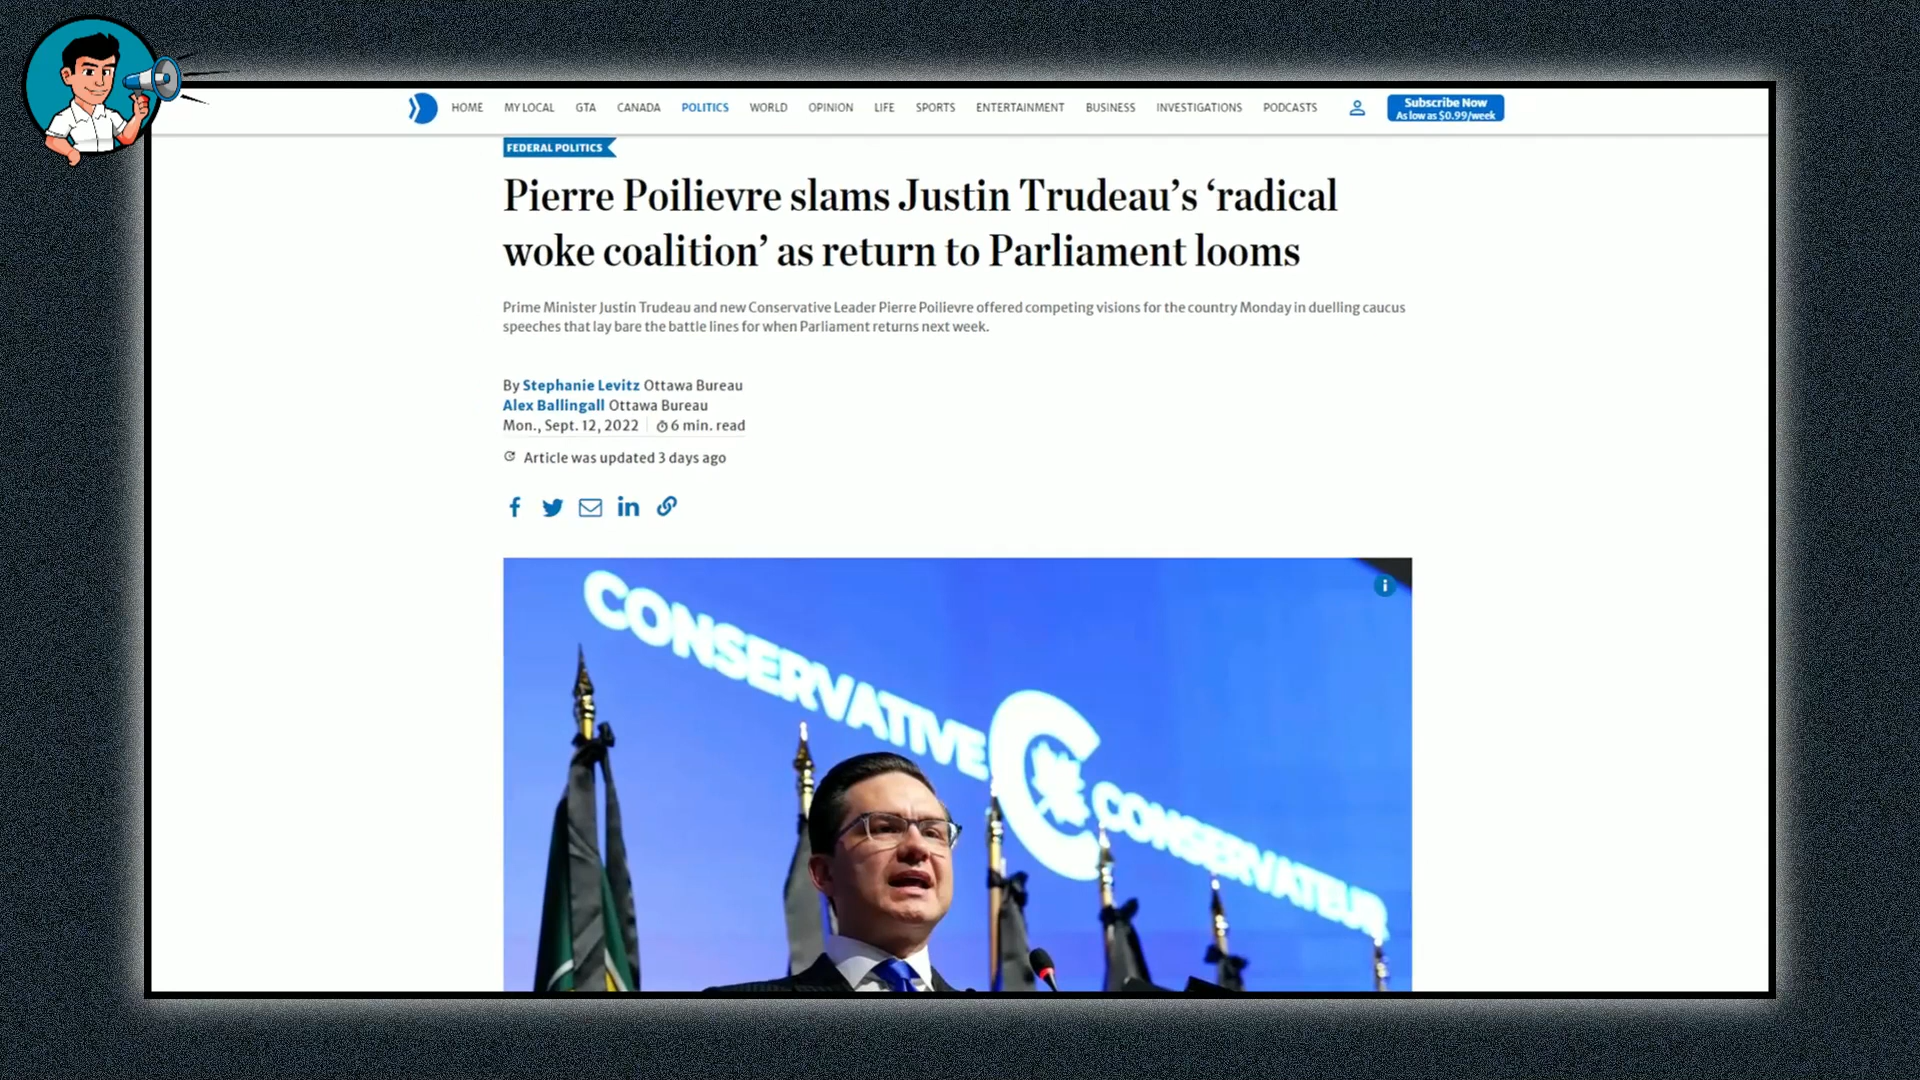 HOME MY LOCAL GTA CANADA POLITICS WORLD OPINION LIFE SPORTS ENTERTAINMENT BUSINESS INVESTIGATIONS PODCASTS
Subscribe Now
As low as $0.99/week
FEDERAL POLITICS
Pierre Poilievre slams Justin Trudeau’s ‘radical
woke coalition’ as return to Parliament looms
Prime Minister Justin Trudeau and new Conservative Leader Pierre Poilievre offered competing visions for the country Monday in duelling caucus
speeches that lay bare the battle lines for when Parliament returns next week.
By Stephanie Levitz Ottawa Bureau
Alex Ballingall Ottawa Bureau
Mon., Sept. 12, 2022 6 min. read
Article was updated 3 days ago
CONSERVATIVE
CONSERVATEUR